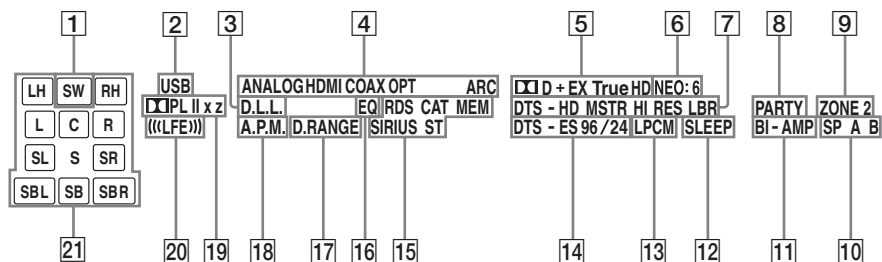 1 2 3 4 5 6 7 8 9
LH SW RH USB ANALOG HDMI COAX OPT ARC D + EX True HD NEO: 6
PL II x z D.L.L. EQ RDS CAT MEM DTS - HD MSTR HI RES LBR PARTY ZONE 2
L C R (((LFE))) A.P.M. D.RANGE SIRIUS ST DTS - ES 96/24 LPCM SLEEP BI - AMP SP A B
SL S SR
SBL SB SBR
21 20 19 18 17 16 15 14 13 12 11 10